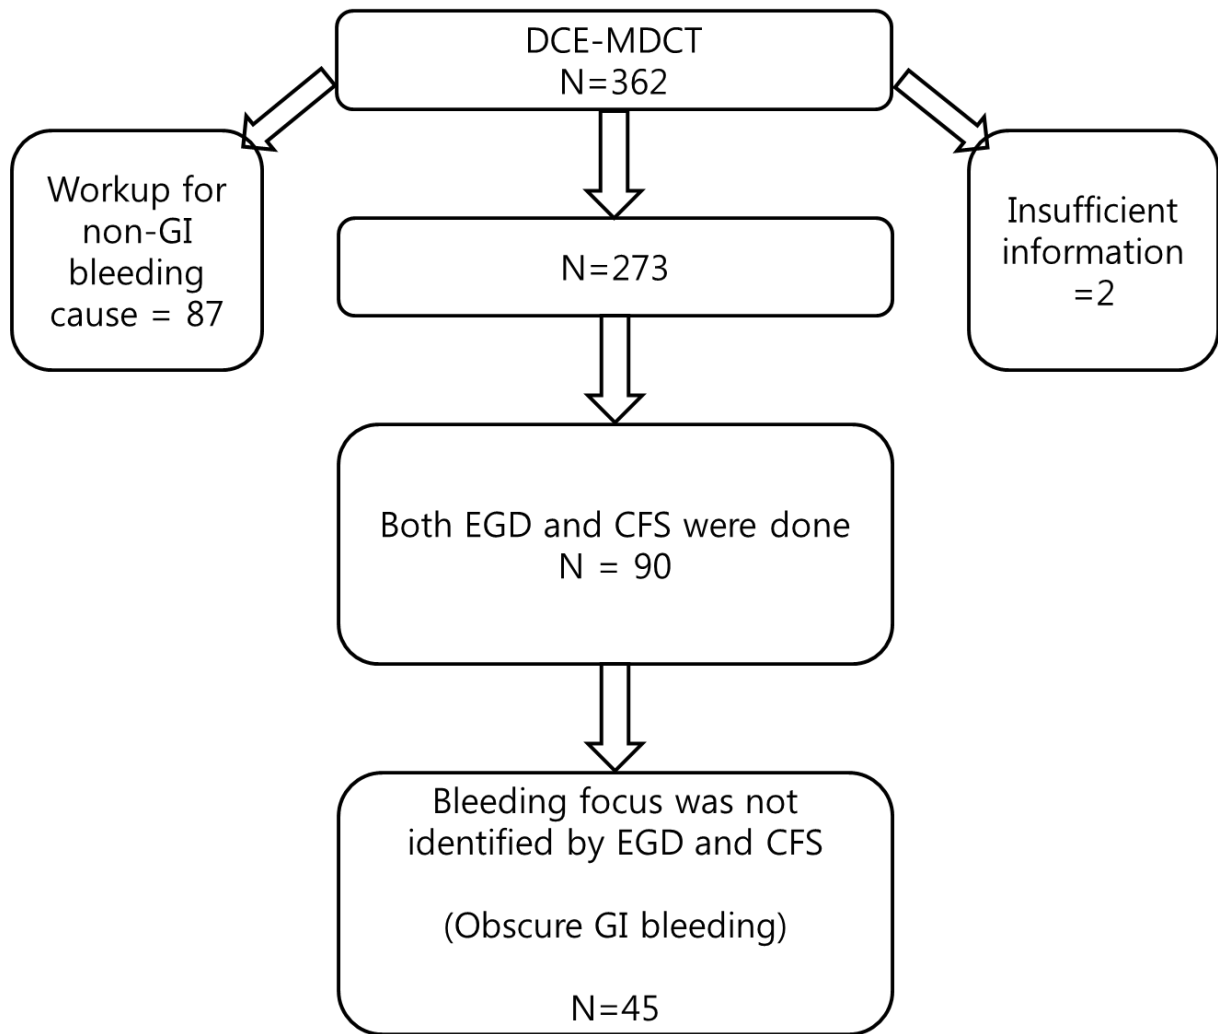 DCE-MDCT
N=362
Workup for
non-GI
bleeding
cause = 87
Insufficient
information
=2
N=273
Both EGD and CFS were done
N = 90
Bleeding focus was not
identified by EGD and CFS
(Obscure GI bleeding)
N=45